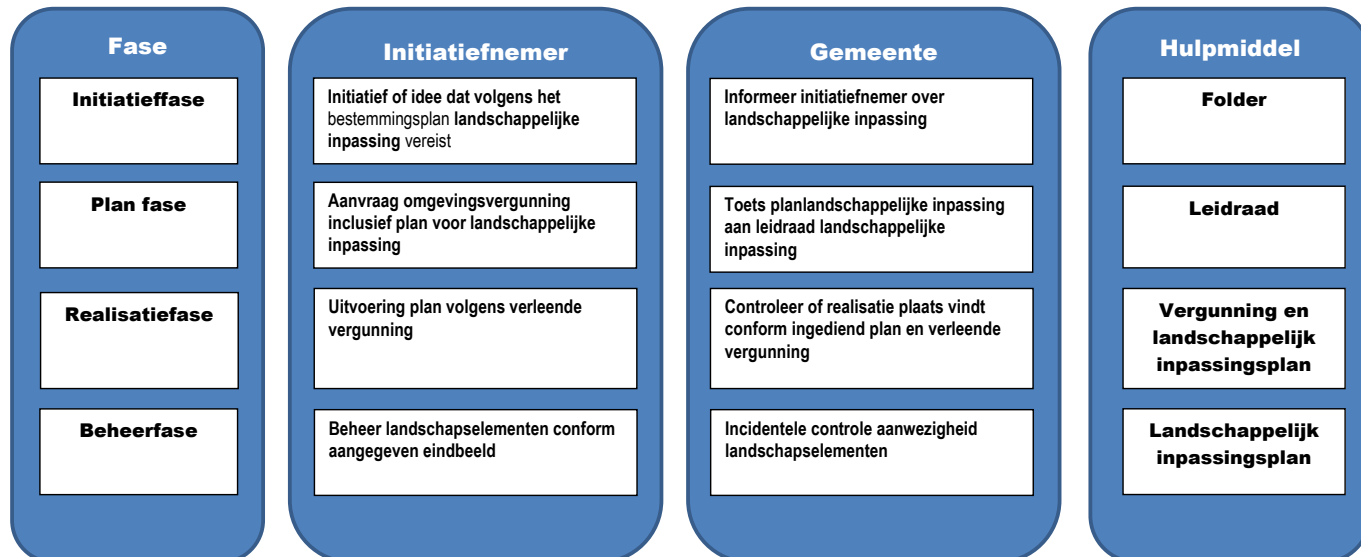 Fase
Initiatieffase
Plan fase
Realisatiefase
Beheerfase
Initiatiefnemer
Initiatief of idee dat volgens het
bestemmingsplan landschappelijke
inpassing vereist
Aanvraag omgevingsvergunning
inclusief plan voor landschappelijke
inpassing
Uitvoering plan volgens verleende
vergunning
Beheer landschapselementen conform
aangegeven eindbeeld
Gemeente
Informeer initiatiefnemer over
landschappelijke inpassing
Toets planlandschappelijke inpassing
aan leidraad landschappelijke
inpassing
Controleer of realisatie plaats vindt
conform ingediend plan en verleende
vergunning
Incidentele controle aanwezigheid
landschapselementen
Hulpmiddel
Folder
Leidraad
Vergunning en
landschappelijk
inpassingsplan
Landschappelijk
inpassingsplan